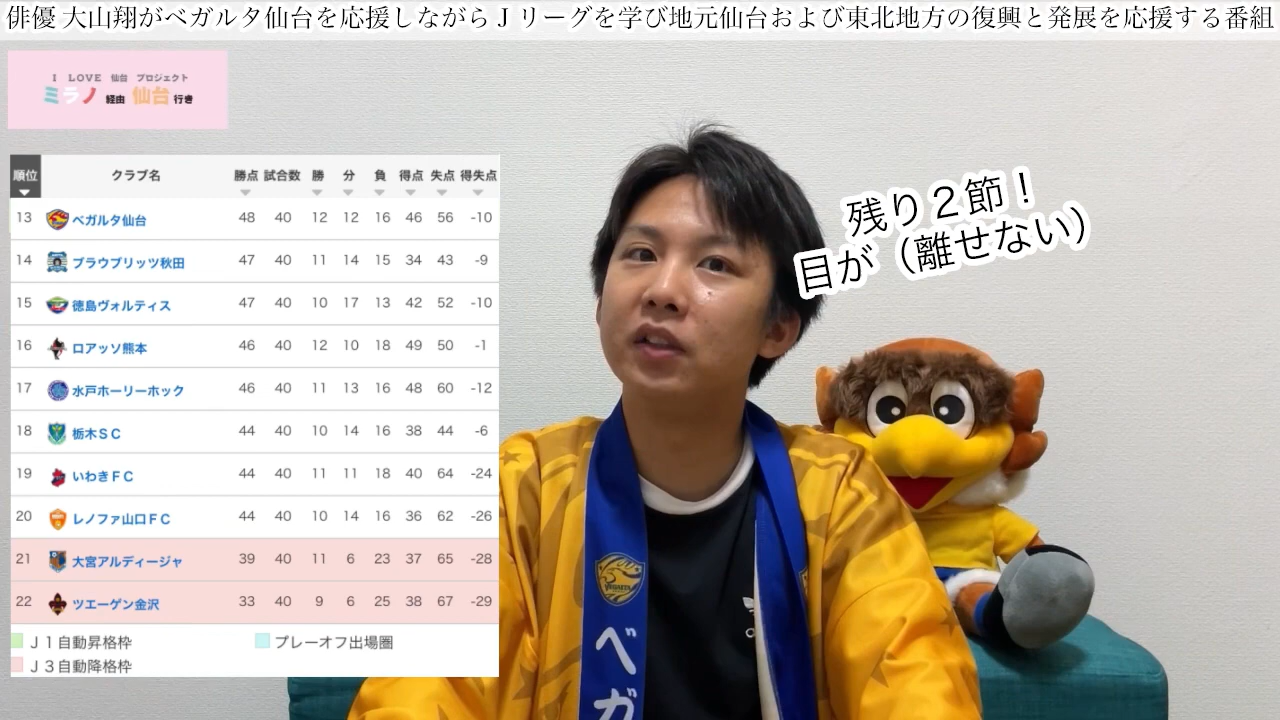 俳優 大山翔がベガルタ仙台を応援しながらＪリーグを学び地元仙台および東北地方の復興と発展を応援する番組
I LOVE 仙台 プロジェクト
ミラノ 経由 仙台 行き
残り２節！
目が（離せない）
順位 クラブ名 勝点 試合数 勝 分 負 得点 失点 得失点
13 ベガルタ仙台 48 40 12 12 16 46 56 -10
14 ブラウブリッツ秋田 47 40 11 14 15 34 43 -9
15 徳島ヴォルティス 47 40 10 17 13 42 52 -10
16 ロアッソ熊本 46 40 12 10 18 49 50 -1
17 水戸ホーリーホック 46 40 11 13 16 48 60 -12
18 栃木ＳＣ 44 40 10 14 16 38 44 -6
19 いわきＦＣ 44 40 11 11 18 40 64 -24
20 レノファ山口ＦＣ 44 40 10 14 16 36 62 -26
21 大宮アルディージャ 39 40 11 6 23 37 65 -28
22 ツエーゲン金沢 33 40 9 6 25 38 67 -29
Ｊ１自動昇格枠 プレーオフ出場圏
Ｊ３自動降格枠
VEGALTA
ベガ